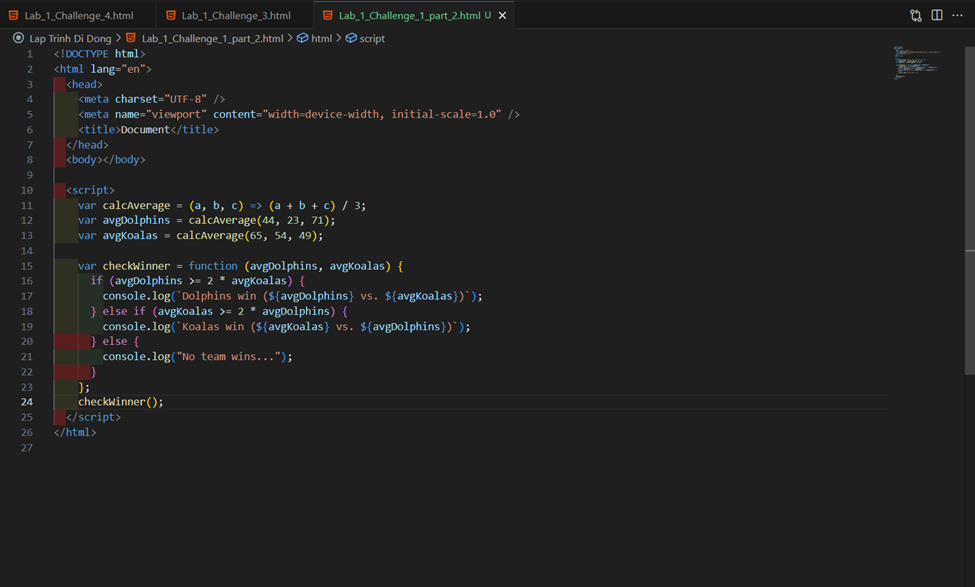 Lab_1_Challenge_4.html Lab_1_Challenge_3.html Lab_1_Challenge_1_part_2.html U
Lap Trinh Di Dong > Lab_1_Challenge_1_part_2.html > html > script
1 <!DOCTYPE html>
2 <html lang="en">
3 <head>
4 <meta charset="UTF-8" />
5 <meta name="viewport" content="width=device-width, initial-scale=1.0" />
6 <title>Document</title>
7 </head>
8 <body></body>
9
10 <script>
11 var calcAverage = (a, b, c) => (a + b + c) / 3;
12 var avgDolphins = calcAverage(44, 23, 71);
13 var avgKoalas = calcAverage(65, 54, 49);
14
15 var checkWinner = function (avgDolphins, avgKoalas) {
16 if (avgDolphins >= 2 * avgKoalas) {
17 console.log(`Dolphins win (${avgDolphins} vs. ${avgKoalas})`);
18 } else if (avgKoalas >= 2 * avgDolphins) {
19 console.log(`Koalas win (${avgKoalas} vs. ${avgDolphins})`);
20 } else {
21 console.log("No team wins...");
22 }
23 };
24 checkWinner();
25 </script>
26 </html>
27